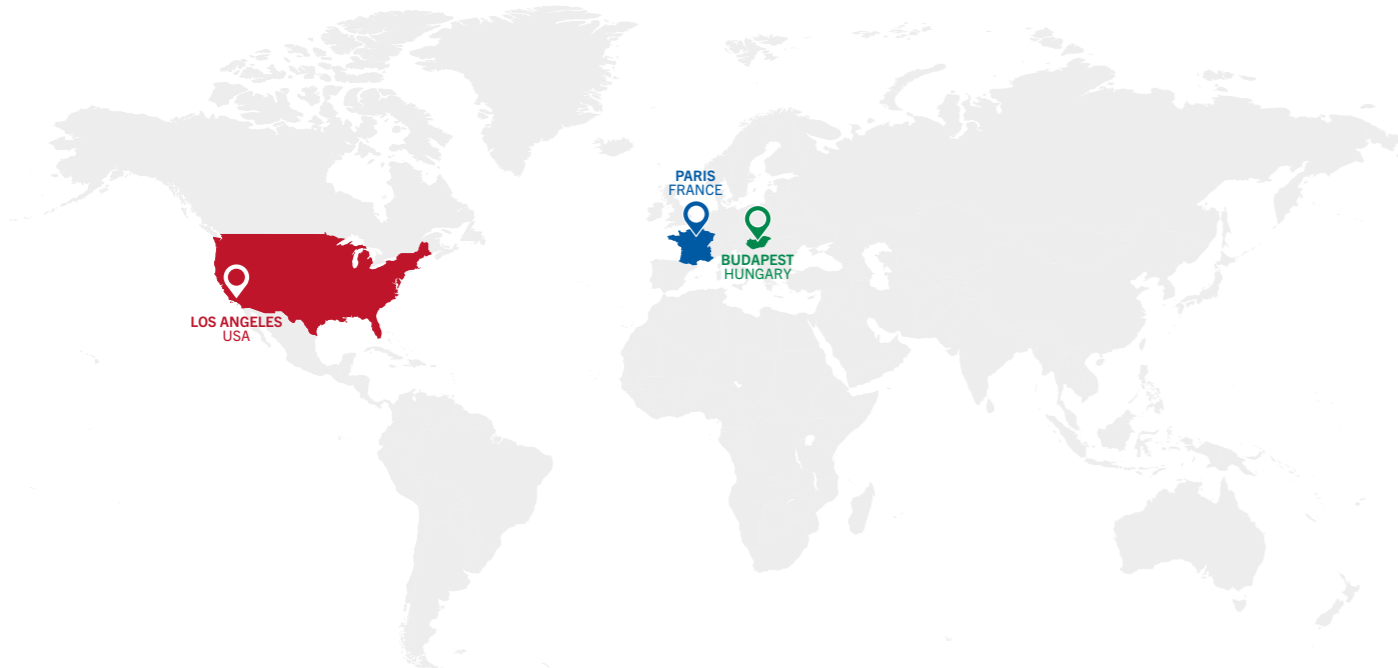 PARIS
FRANCE
BUDAPEST
HUNGARY
LOS ANGELES
USA